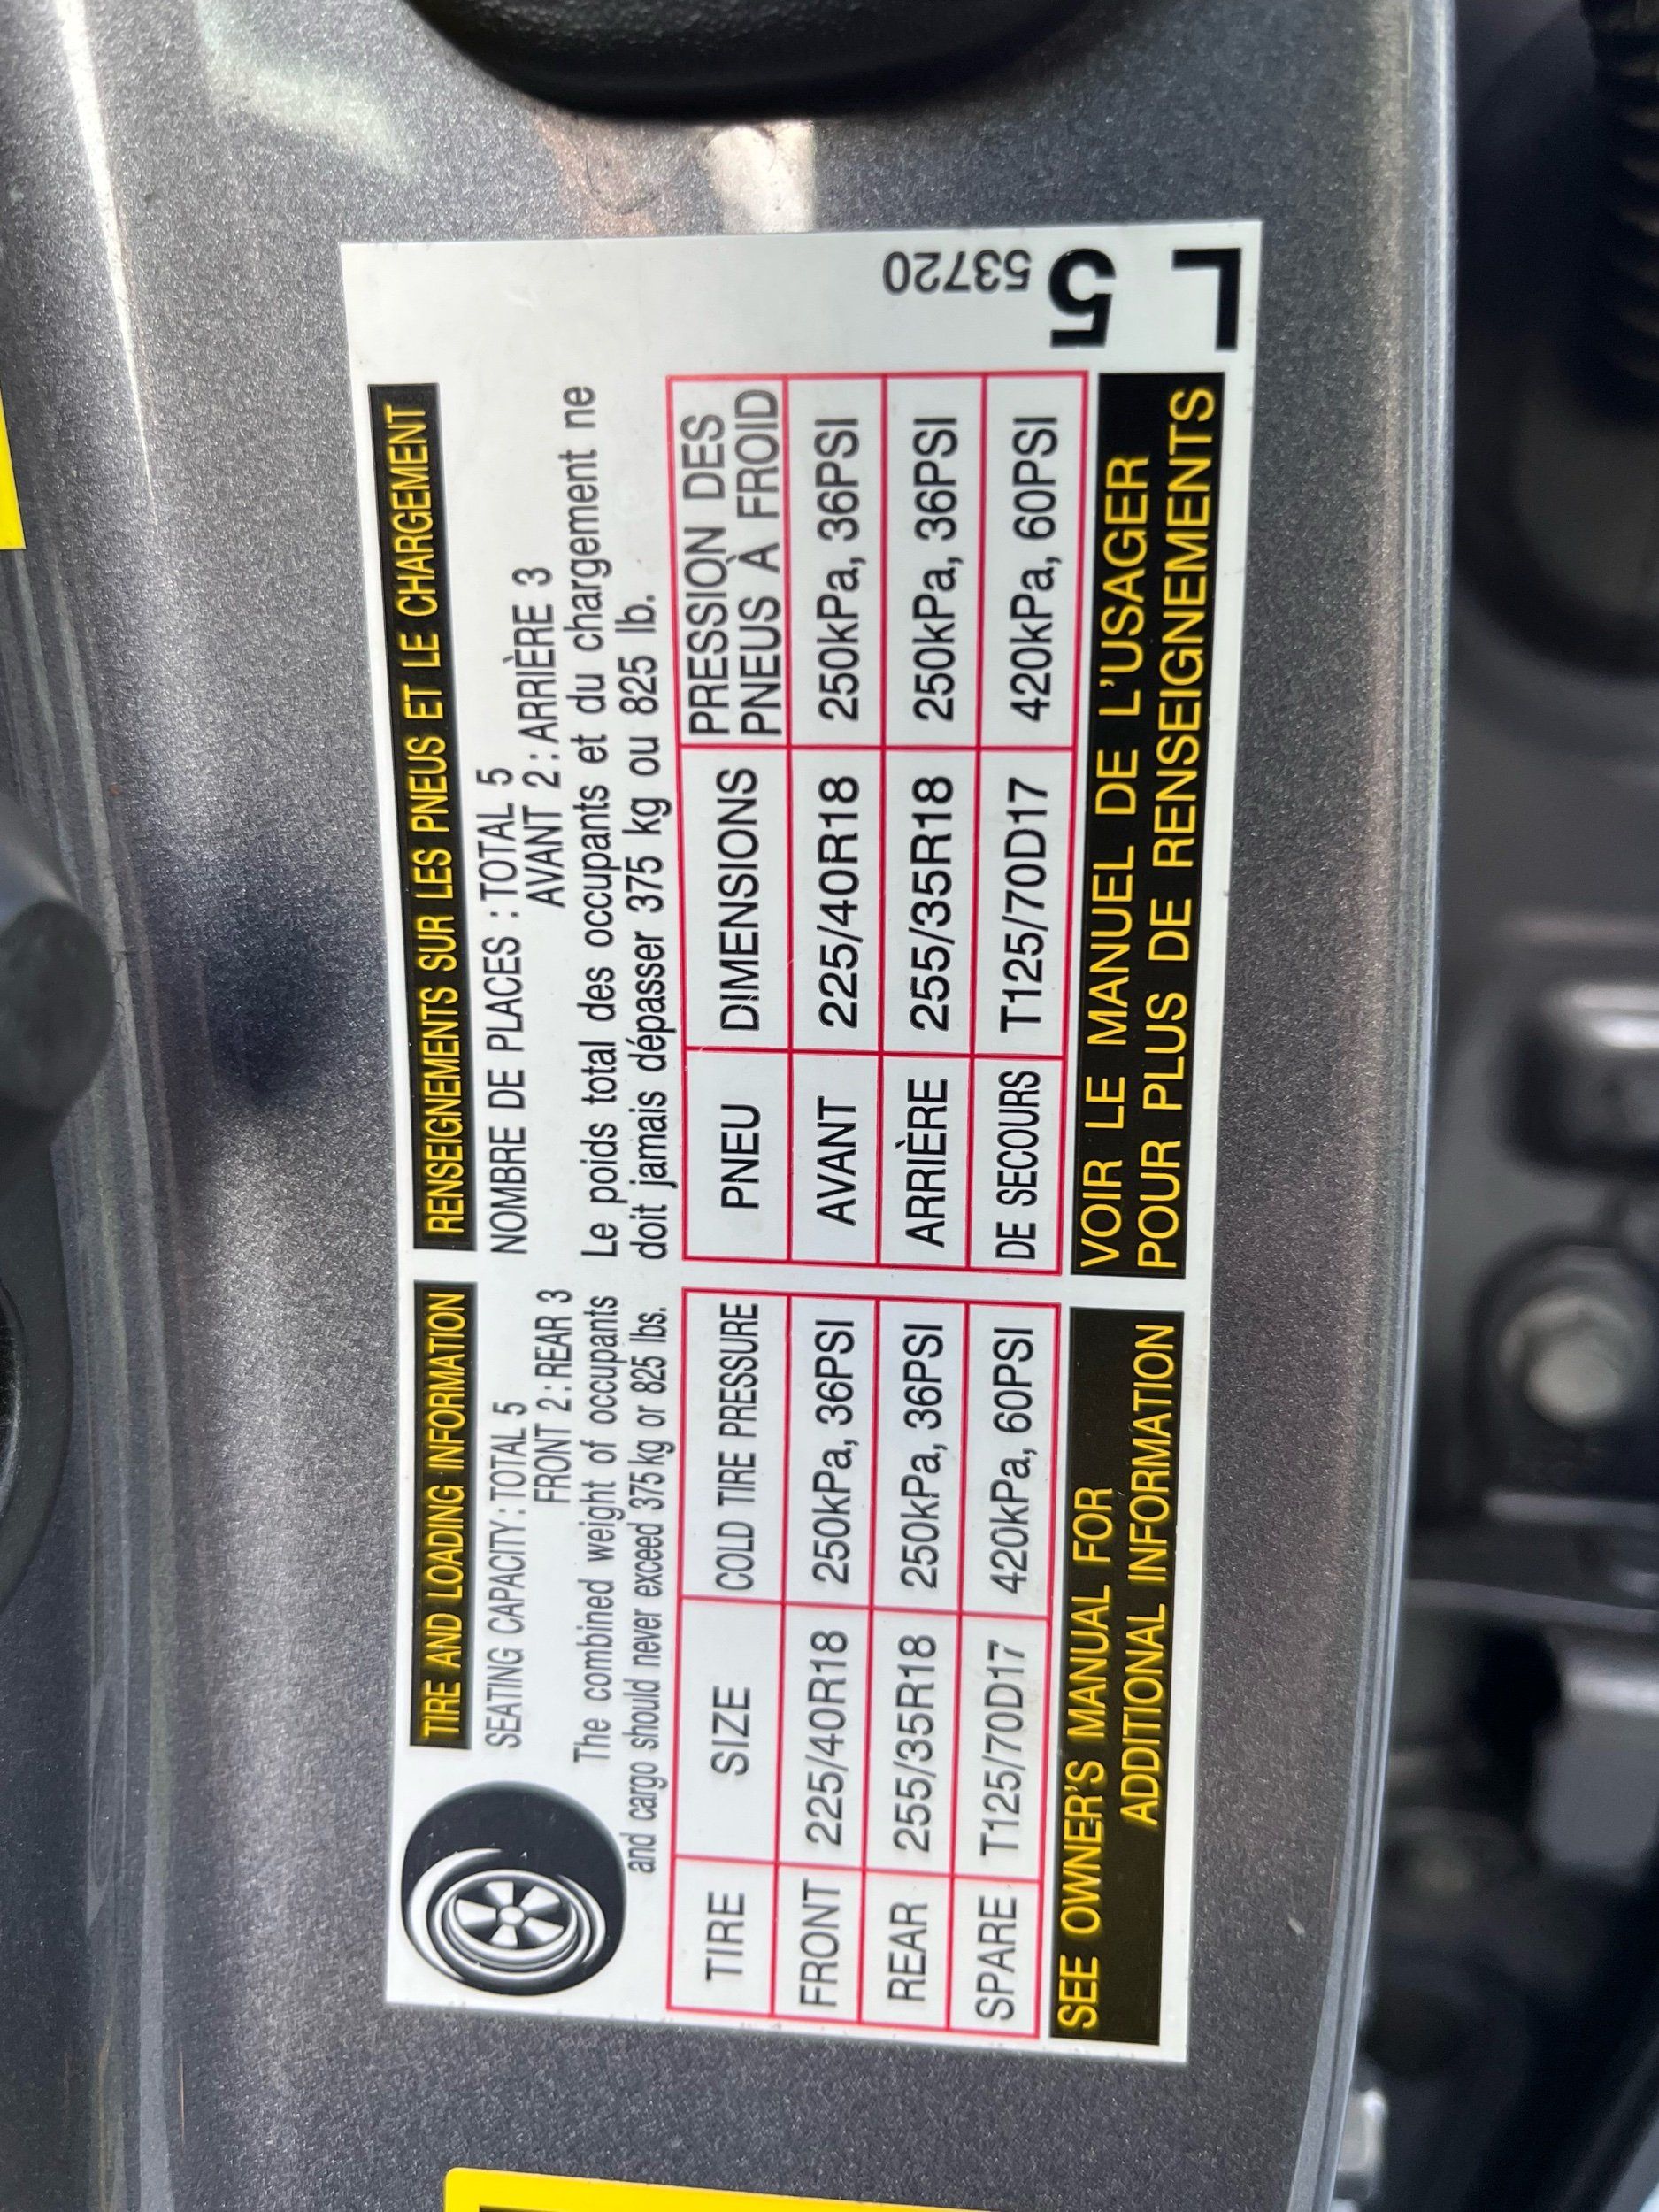 TIRE AND LOADING INFORMATION
SEATING CAPACITY : TOTAL 5
FRONT 2 : REAR 3
The combined weight of occupants
and cargo should never exceed 375 kg or 825 lbs.
TIRE SIZE COLD TIRE PRESSURE
FRONT 225/40R18 250kPa, 36PSI
REAR 255/35R18 250kPa, 36PSI
SPARE T125/70D17 420kPa, 60PSI
SEE OWNER'S MANUAL FOR
ADDITIONAL INFORMATION
RENSEIGNEMENTS SUR LES PNEUS ET LE CHARGEMENT
NOMBRE DE PLACES : TOTAL 5
AVANT 2 : ARRIÈRE 3
Le poids total des occupants et du chargement ne
doit jamais dépasser 375 kg ou 825 lb.
PNEU DIMENSIONS PRESSION DES
PNEUS À FROID
AVANT 225/40R18 250kPa, 36PSI
ARRIÈRE 255/35R18 250kPa, 36PSI
DE SECOURS T125/70D17 420kPa, 60PSI
VOIR LE MANUEL DE L'USAGER
POUR PLUS DE RENSEIGNEMENTS
53720
5
L